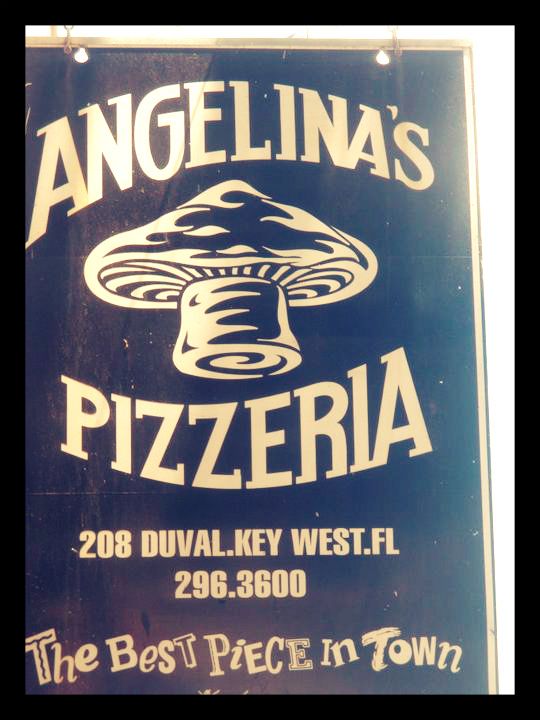 ANGELINA'S
PIZZERIA
208 DUVAL.KEY WEST.FL
296.3600
The BesT PiECE In Town